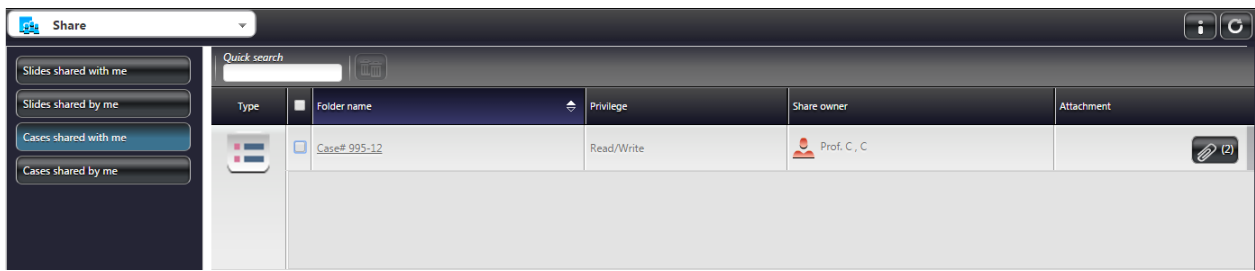 Share
Slides shared with me
Slides shared by me
Cases shared with me
Cases shared by me
Quick search
Type Folder name Privilege Share owner Attachment
Case# 995-12 Read/Write Prof. C , C (2)